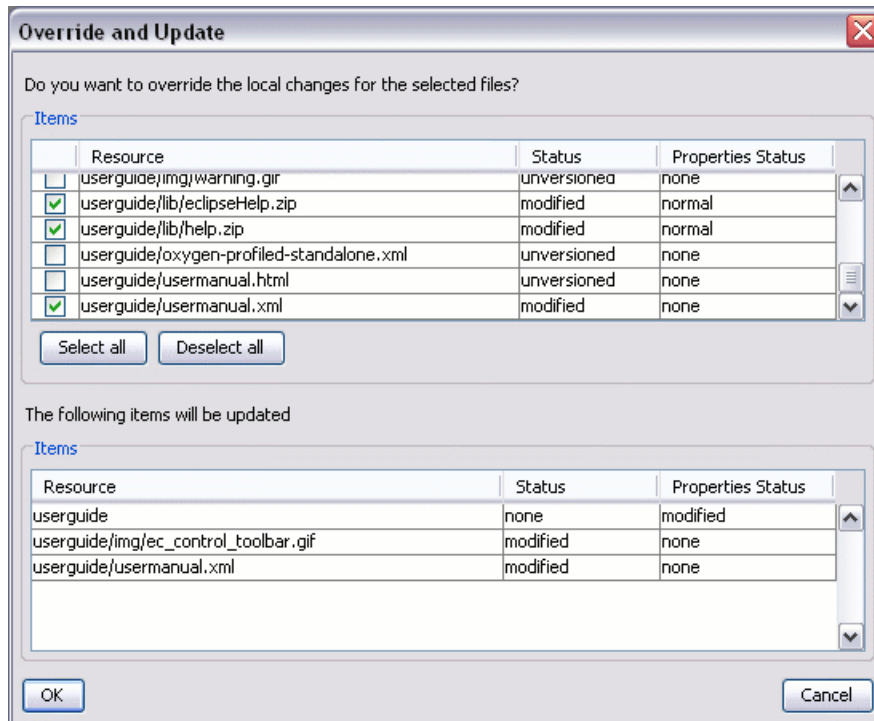 Override and Update
Do you want to override the local changes for the selected files?
Items
Resource Status Properties Status
userguide/img/warning.gif unversioned none
userguide/lib/eclipseHelp.zip modified normal
userguide/lib/help.zip modified normal
userguide/oxygen-profiled-standalone.xml unversioned none
userguide/usermanual.html unversioned none
userguide/usermanual.xml modified none
Select all Deselect all
The following items will be updated
Items
Resource Status Properties Status
userguide none modified
userguide/img/ec_control_toolbar.gif modified none
userguide/usermanual.xml modified none
OK Cancel